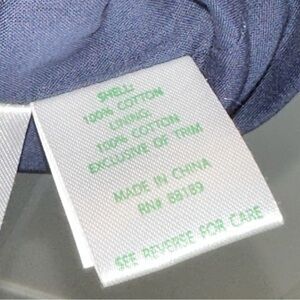 SHELL:
100% COTTON
LINING:
100% COTTON
EXCLUSIVE OF TRIM
MADE IN CHINA
RN# 88189
SEE REVERSE FOR CARE